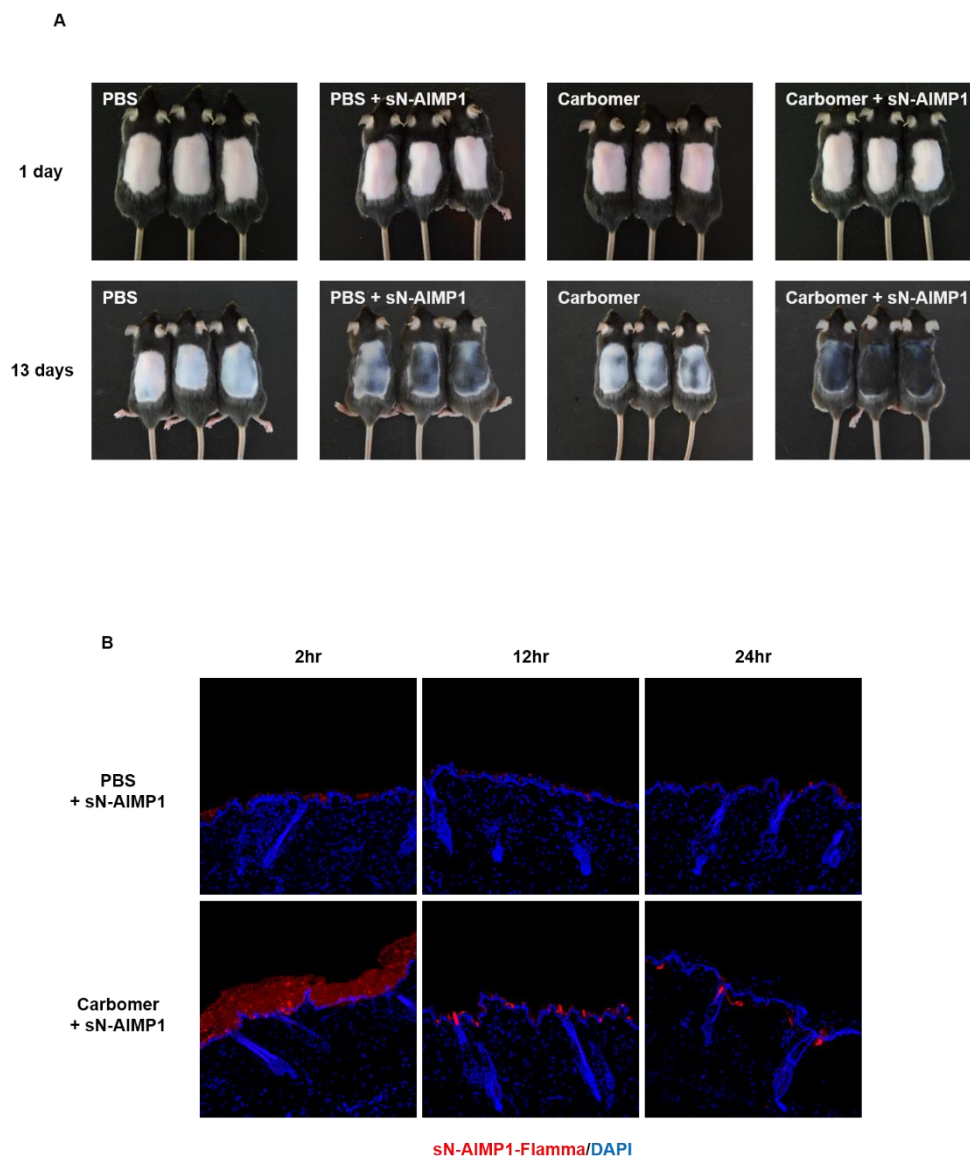 A
PBS
PBS + sN-AIMP1
Carbomer
Carbomer + sN-AIMP1
1 day
PBS
PBS + sN-AIMP1
Carbomer
Carbomer + sN-AIMP1
13 days
B
2hr
12hr
24hr
PBS
+ sN-AIMP1
Carbomer
+ sN-AIMP1
sN-AIMP1-Flamma/DAPI